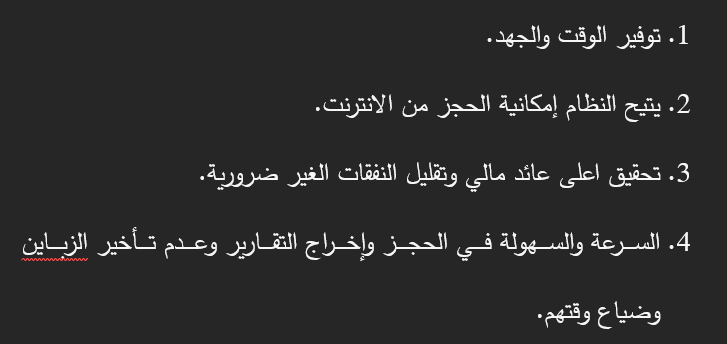 1. توفير الوقت والجهد.
2. يتيح النظام إمكانية الحجز من الانترنت.
3. تحقيق اعلى عائد مالي وتقليل النفقات الغير ضرورية.
4. السرعة والسهولة في الحجز وإخراج التقارير وعدم تأخير الزباين
وضياع وقتهم.